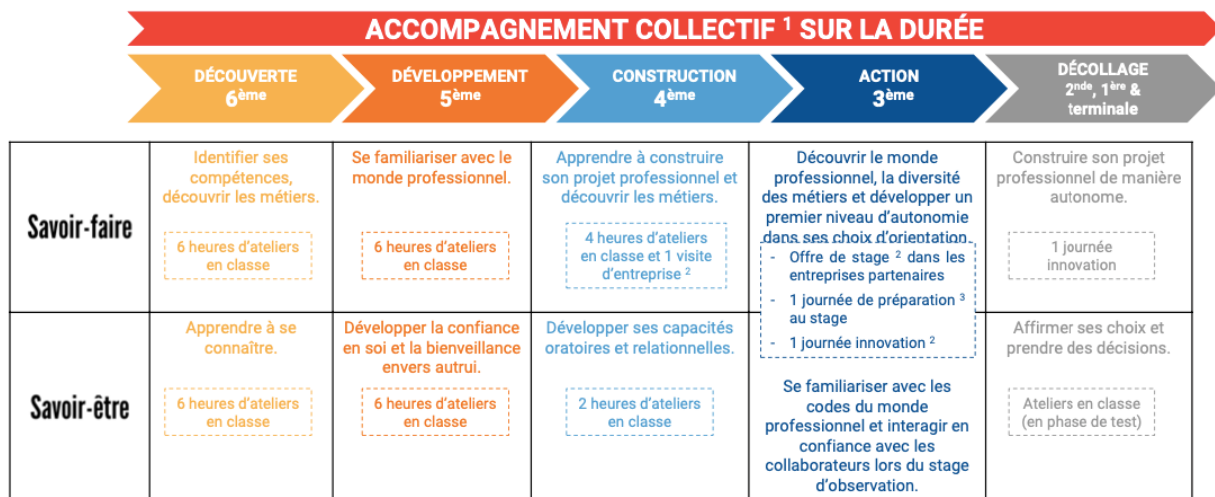 ACCOMPAGNEMENT COLLECTIF ¹ SUR LA DURÉE
DÉCOUVERTE
6ème
DÉVELOPPEMENT
5ème
CONSTRUCTION
4ème
ACTION
3ème
DÉCOLLAGE
2nde, 1ère &
terminale
Savoir-faire
Identifier ses
compétences,
découvrir les métiers.
6 heures d'ateliers
en classe
Se familiariser avec le
monde professionnel.
6 heures d'ateliers
en classe
Apprendre à construire
son projet professionnel et
découvrir les métiers.
4 heures d'ateliers
en classe et 1 visite
d'entreprise ²
Découvrir le monde
professionnel, la diversité
des métiers et développer un
premier niveau d'autonomie
dans ses choix d'orientation.
- Offre de stage ² dans les
entreprises partenaires
- 1 journée de préparation ³
au stage
- 1 journée innovation ²
Construire son projet
professionnel de manière
autonome.
1 journée
innovation
Savoir-être
Apprendre à se
connaître.
6 heures d'ateliers
en classe
Développer la confiance
en soi et la bienveillance
envers autrui.
6 heures d'ateliers
en classe
Développer ses capacités
oratoires et relationnelles.
2 heures d'ateliers
en classe
Se familiariser avec les
codes du monde
professionnel et interagir en
confiance avec les
collaborateurs lors du stage
d'observation.
Affirmer ses choix et
prendre des décisions.
Ateliers en classe
(en phase de test)